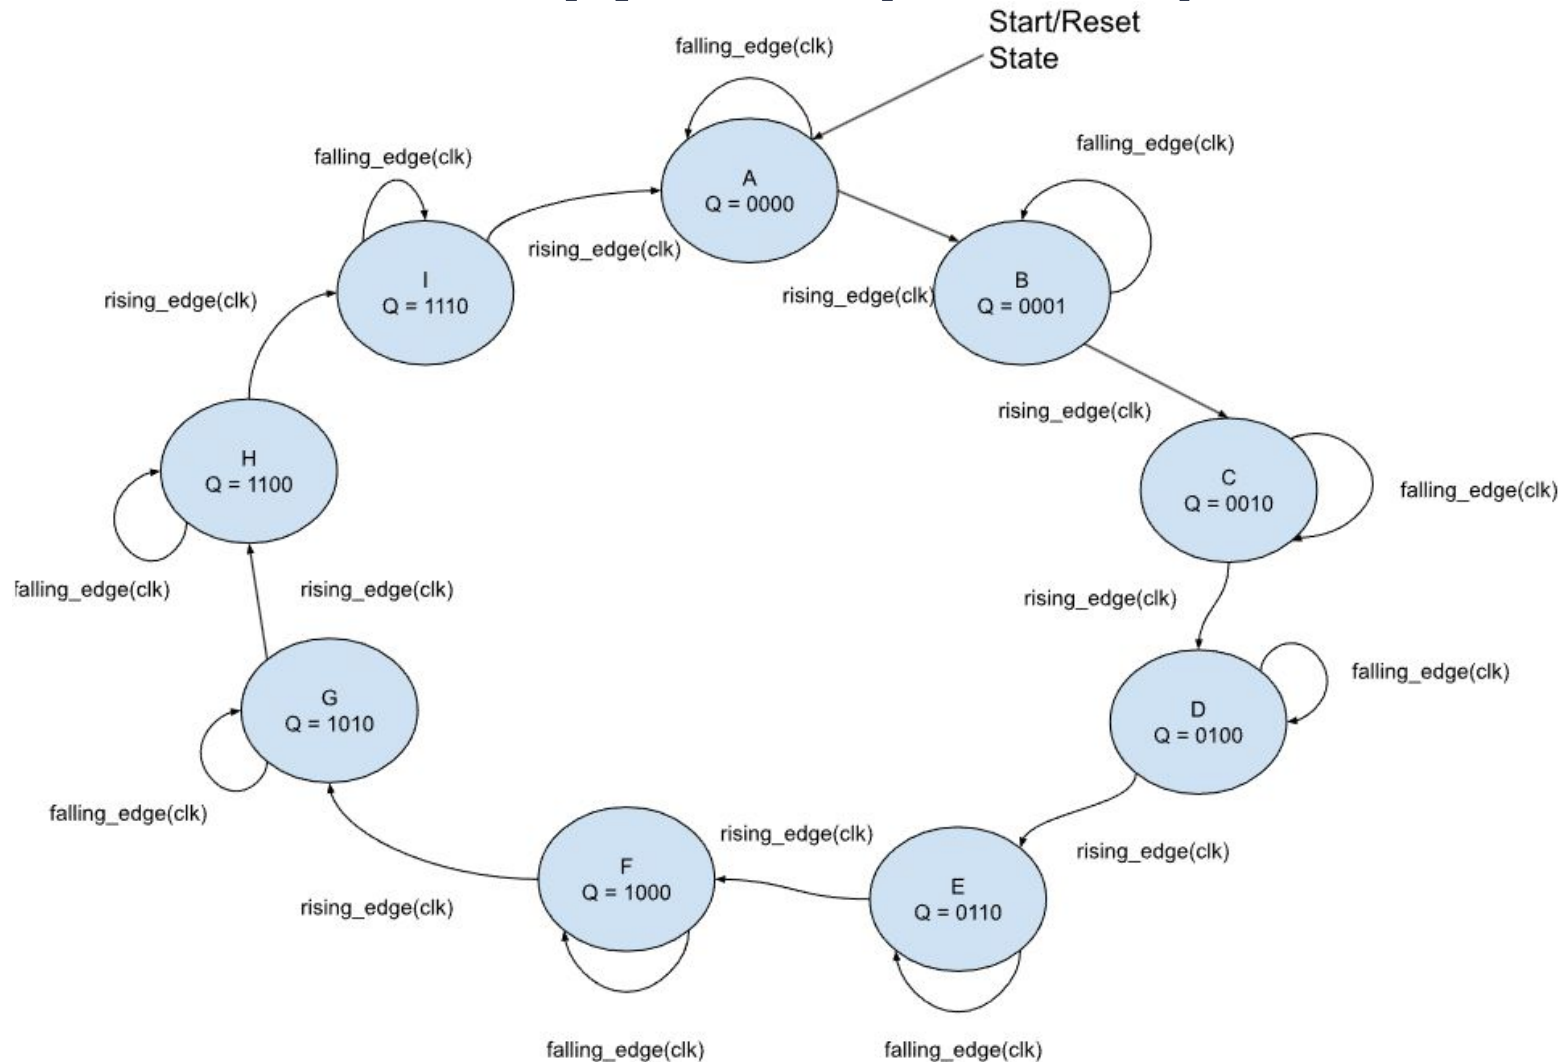 Start/Reset
State
falling_edge(clk)
A
Q = 0000
falling_edge(clk)
B
Q = 0001
rising_edge(clk)
rising_edge(clk)
C
Q = 0010
falling_edge(clk)
rising_edge(clk)
D
Q = 0100
falling_edge(clk)
rising_edge(clk)
E
Q = 0110
falling_edge(clk)
rising_edge(clk)
F
Q = 1000
falling_edge(clk)
rising_edge(clk)
G
Q = 1010
falling_edge(clk)
rising_edge(clk)
H
Q = 1100
falling_edge(clk)
rising_edge(clk)
I
Q = 1110
falling_edge(clk)
rising_edge(clk)